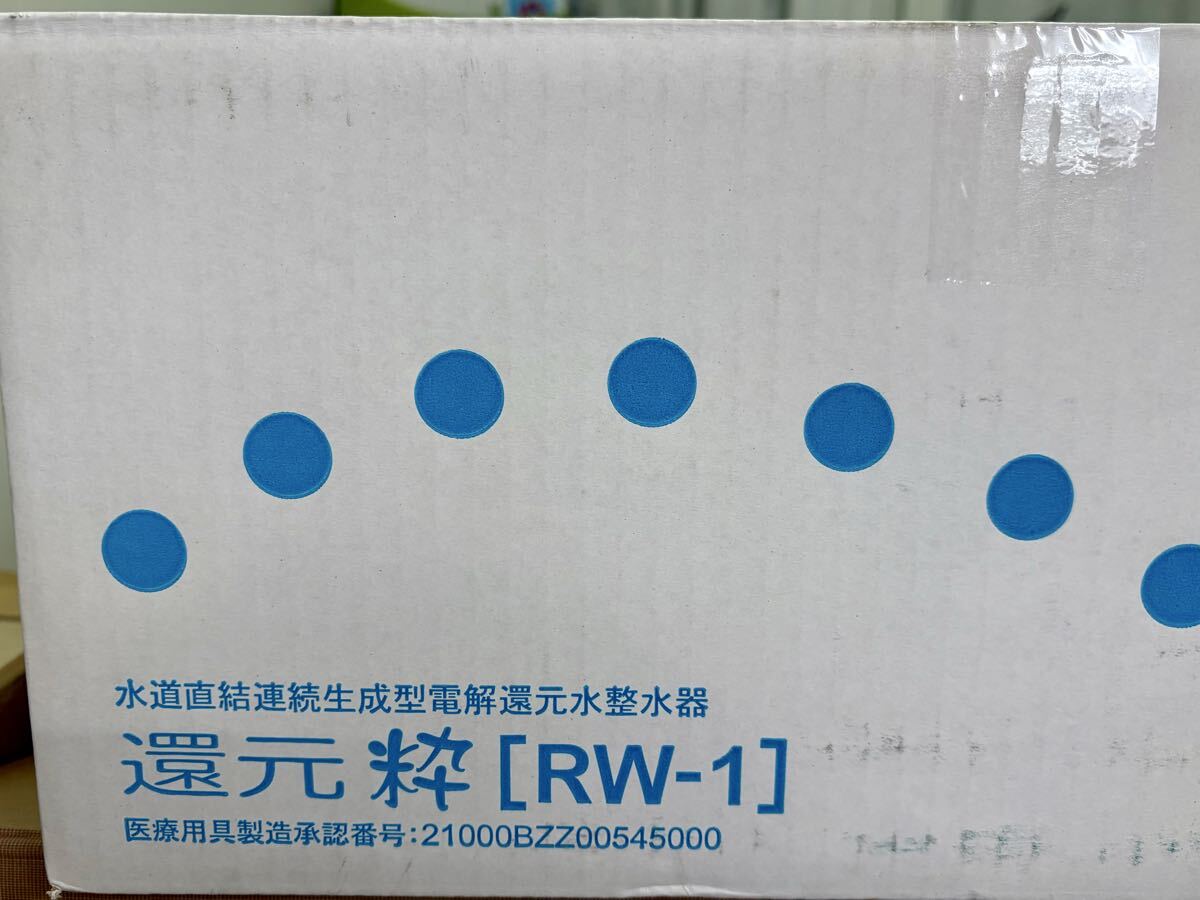 水道直結連続生成型電解還元水整水器
還元粋[RW-1]
医療用具製造承認番号:21000BZZ00545000